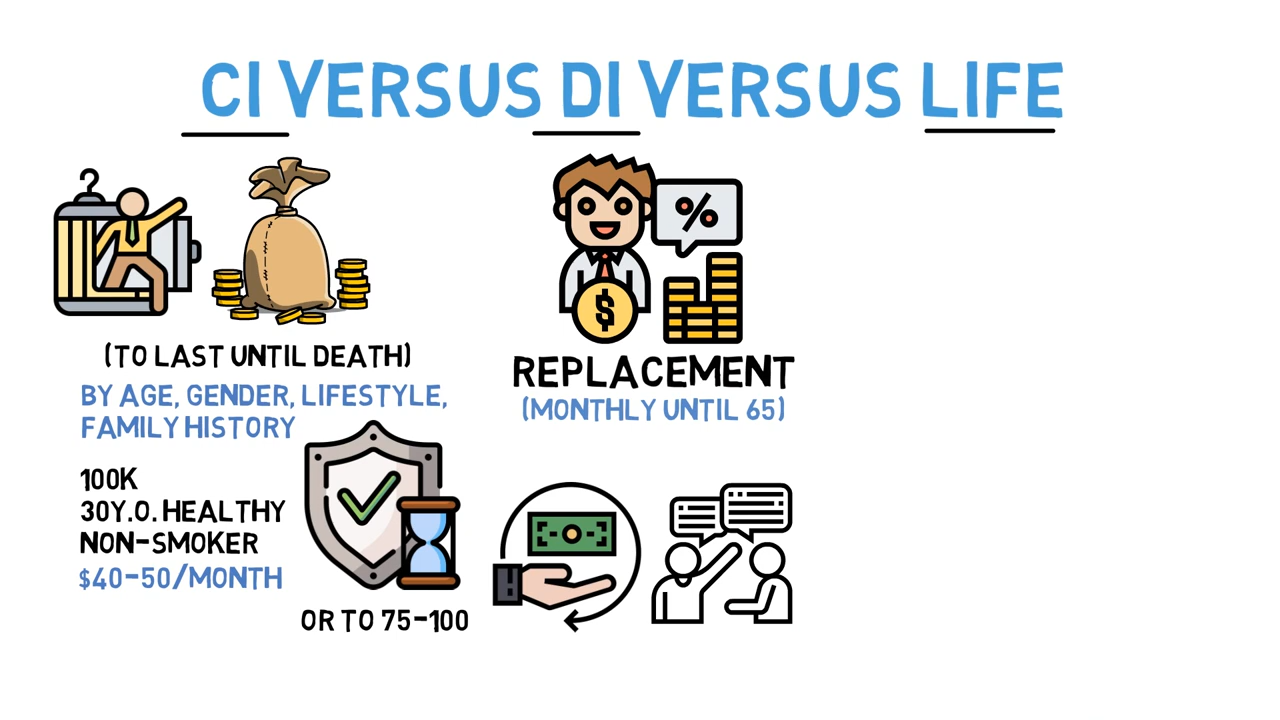 CI VERSUS DI VERSUS LIFE
(TO LAST UNTIL DEATH)
BY AGE, GENDER, LIFESTYLE,
FAMILY HISTORY
100K
30Y.O. HEALTHY
NON-SMOKER
$40-50/MONTH
OR TO 75-100
%
$
REPLACEMENT
(MONTHLY UNTIL 65)